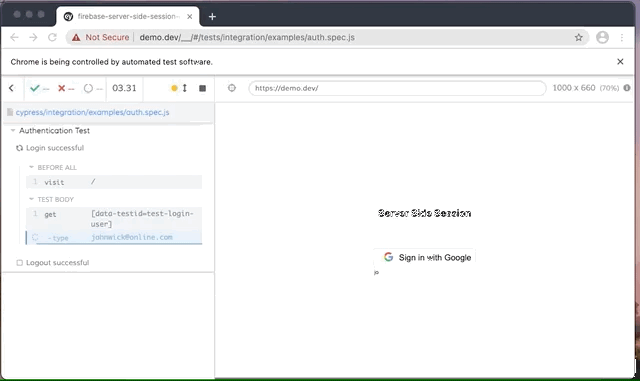 firebase-server-side-session-
Not Secure | demo.dev/__/#/tests/integration/examples/auth.spec.js
Chrome is being controlled by automated test software.
-- -- -- 03.31
https://demo.dev/
1000 x 660 (70%)
cypress/integration/examples/auth.spec.js
Authentication Test
Login successful
BEFORE ALL
1 visit /
TEST BODY
1 get [data-testid=test-login-
user]
-type johnwick@online.com
Logout successful
Server Side Session
Sign in with Google
jo